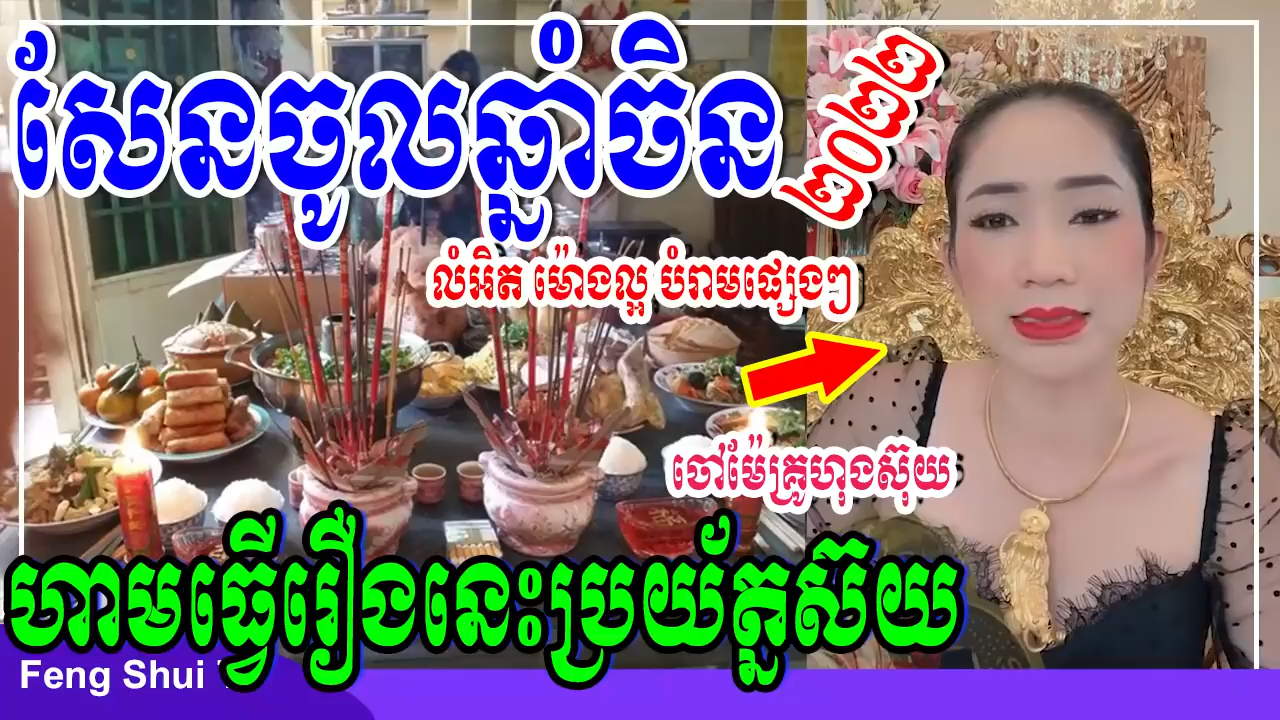 សែនចូលឆ្នាំចិន
២០២២
លំអិត ម៉ោងល្អ បំរាមផ្សេងៗ
ចៅម៉ែគ្រូហុងស៊ុយ
ហាមធ្វើរឿងនេះប្រយ័ត្នស៊យ
Feng Shui